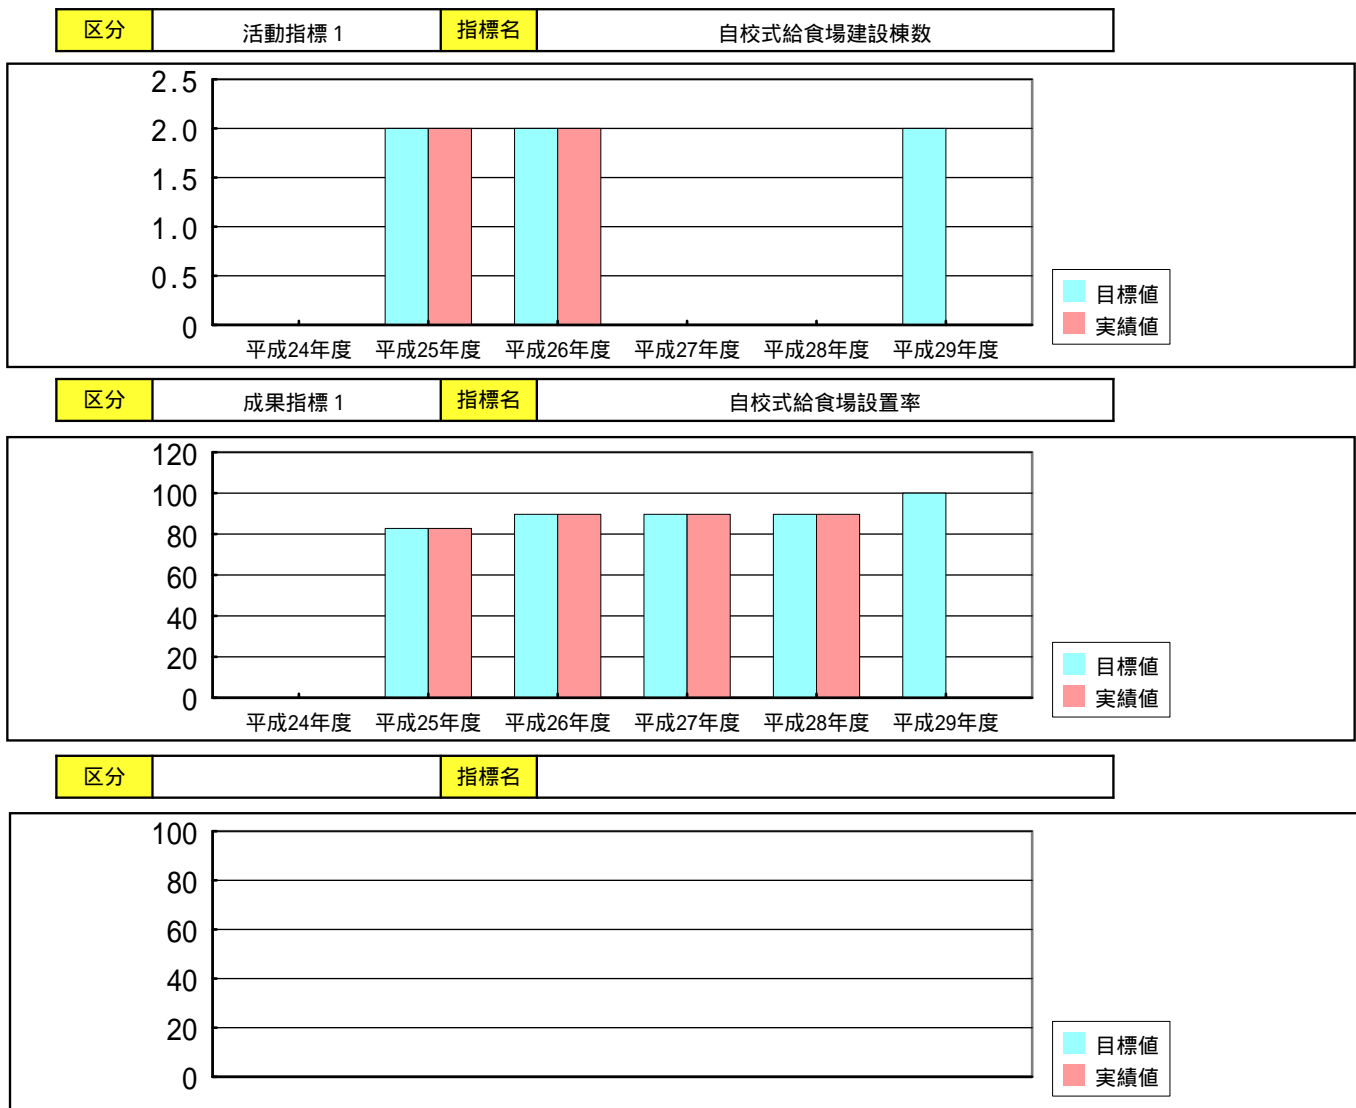 区分 活動指標1 指標名 自校式給食場建設棟数
2.5
2.0
1.5
1.0
0.5
0
平成24年度 平成25年度 平成26年度 平成27年度 平成28年度 平成29年度
目標値
実績値
区分 成果指標1 指標名 自校式給食場設置率
120
100
80
60
40
20
0
平成24年度 平成25年度 平成26年度 平成27年度 平成28年度 平成29年度
目標値
実績値
区分 指標名
100
80
60
40
20
0
目標値
実績値